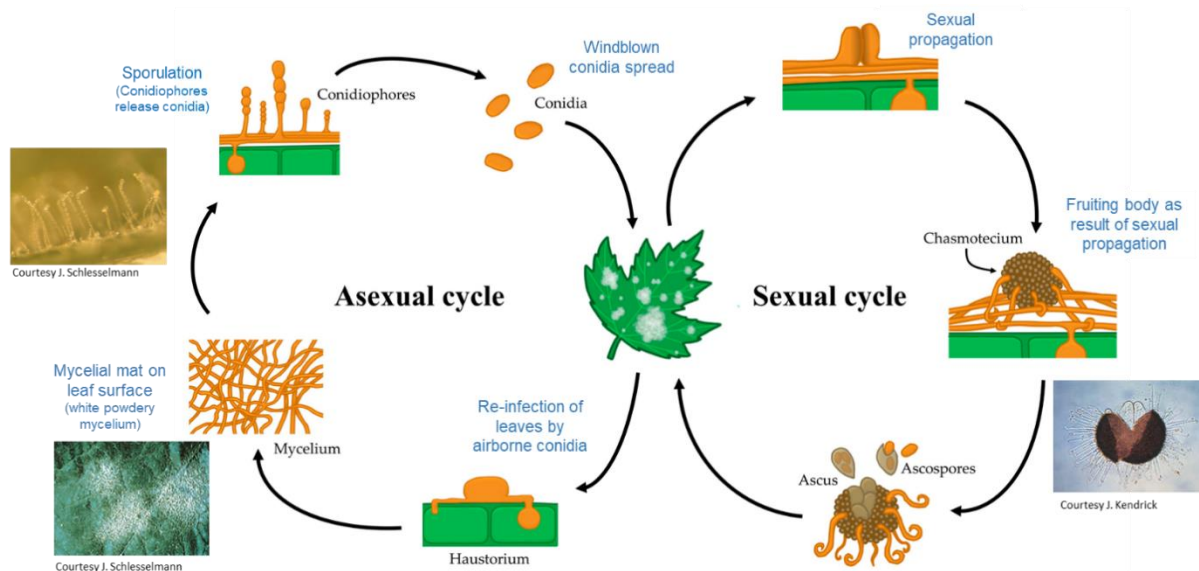 Sexual
propagation
Windblown
conidia spread
Sporulation
(Conidiophores
release conidia)
Conidiophores
Conidia
Courtesy J. Schlesselmann
Fruiting body as
result of sexual
propagation
Chasmotecium
Asexual cycle
Sexual cycle
Mycelial mat on
leaf surface
(white powdery
mycelium)
Mycelium
Re-infection of
leaves by
airborne conidia
Haustorium
Ascus
Ascospores
Courtesy J. Kendrick
Courtesy J. Schlesselmann